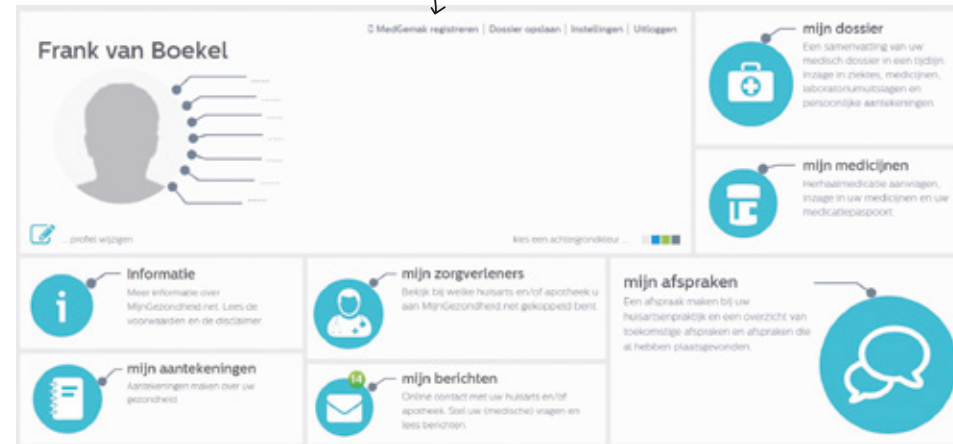 MedGemak registreren | Dossier opslaan | Instellingen | Uitloggen
Frank van Boekel
... profiel wijzigen
kies een achtergrondkleur ...
mijn dossier
Een samenvatting van uw
medisch dossier in een tijdlijn.
Inzage in ziektes, medicijnen,
laboratoriumuitslagen en
persoonlijke aantekeningen.
mijn medicijnen
Herhaalmedicatie aanvragen,
inzage in uw medicijnen en uw
medicatiepaspoort.
Informatie
Meer informatie over
MijnGezondheid.net. Lees de
voorwaarden en de disclaimer.
mijn zorgverleners
Bekijk bij welke huisarts en/of apotheek u
aan MijnGezondheid.net gekoppeld bent.
mijn afspraken
Een afspraak maken bij uw
huisartsenpraktijk en een overzicht van
toekomstige afspraken en afspraken die
al hebben plaatsgevonden.
mijn aantekeningen
Aantekeningen maken over uw
gezondheid
14
mijn berichten
Online contact met uw huisarts en/of
apotheek. Stel uw (medische) vragen en
lees berichten.